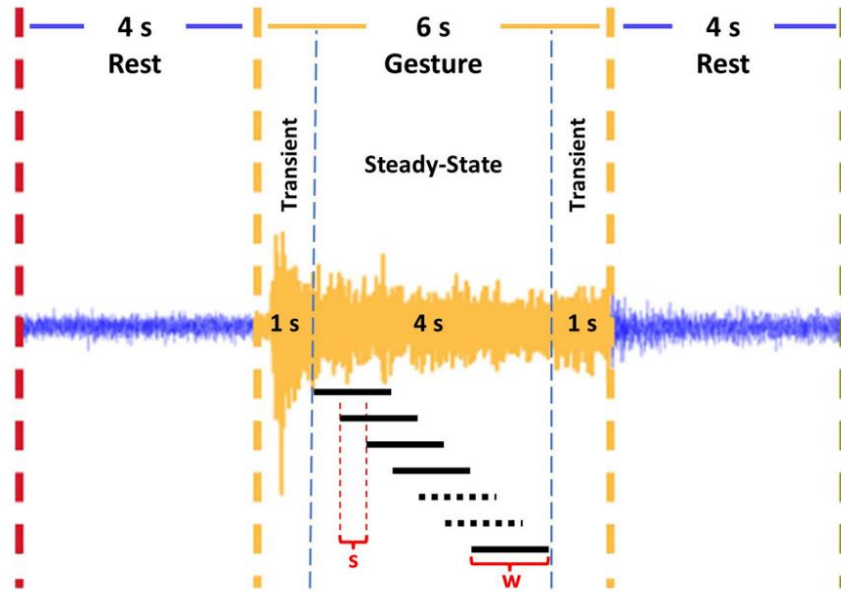 4 s
Rest
6 s
Gesture
4 s
Rest
Transient
Steady-State
Transient
1 s
4 s
1 s
s
w